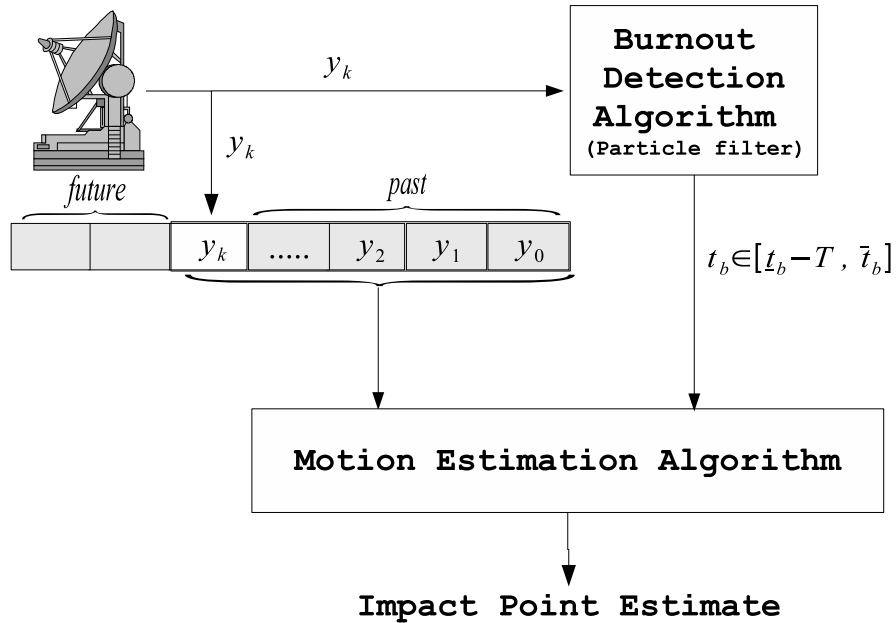 Burnout
Detection
Algorithm
(Particle filter)
y_k
y_k
future
past
y_k ..... y_2 y_1 y_0
t_b∈[t̲_b−T , t̄_b]
Motion Estimation Algorithm
Impact Point Estimate